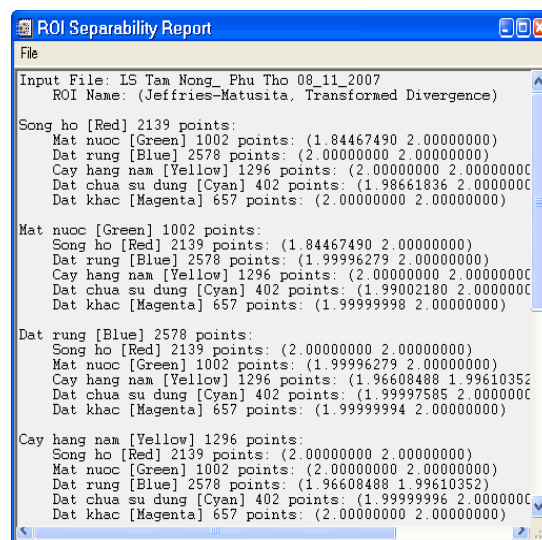 ROI Separability Report
File
Input File: LS Tam Nong_ Phu Tho 08_11_2007
ROI Name: (Jeffries-Matusita, Transformed Divergence)
Song ho [Red] 2139 points:
Mat nuoc [Green] 1002 points: (1.84467490 2.00000000)
Dat rung [Blue] 2578 points: (2.00000000 2.00000000)
Cay hang nam [Yellow] 1296 points: (2.00000000 2.0000000
Dat chua su dung [Cyan] 402 points: (1.98661836 2.0000000
Dat khac [Magenta] 657 points: (2.00000000 2.00000000)
Mat nuoc [Green] 1002 points:
Song ho [Red] 2139 points: (1.84467490 2.00000000)
Dat rung [Blue] 2578 points: (1.99996279 2.00000000)
Cay hang nam [Yellow] 1296 points: (2.00000000 2.0000000
Dat chua su dung [Cyan] 402 points: (1.99002180 2.0000000
Dat khac [Magenta] 657 points: (1.99999998 2.00000000)
Dat rung [Blue] 2578 points:
Song ho [Red] 2139 points: (2.00000000 2.00000000)
Mat nuoc [Green] 1002 points: (1.99996279 2.00000000)
Cay hang nam [Yellow] 1296 points: (1.96608488 1.99610352
Dat chua su dung [Cyan] 402 points: (1.99997585 2.0000000
Dat khac [Magenta] 657 points: (1.99999994 2.00000000)
Cay hang nam [Yellow] 1296 points:
Song ho [Red] 2139 points: (2.00000000 2.00000000)
Mat nuoc [Green] 1002 points: (2.00000000 2.00000000)
Dat rung [Blue] 2578 points: (1.96608488 1.99610352)
Dat chua su dung [Cyan] 402 points: (1.99999996 2.0000000
Dat khac [Magenta] 657 points: (2.00000000 2.00000000)